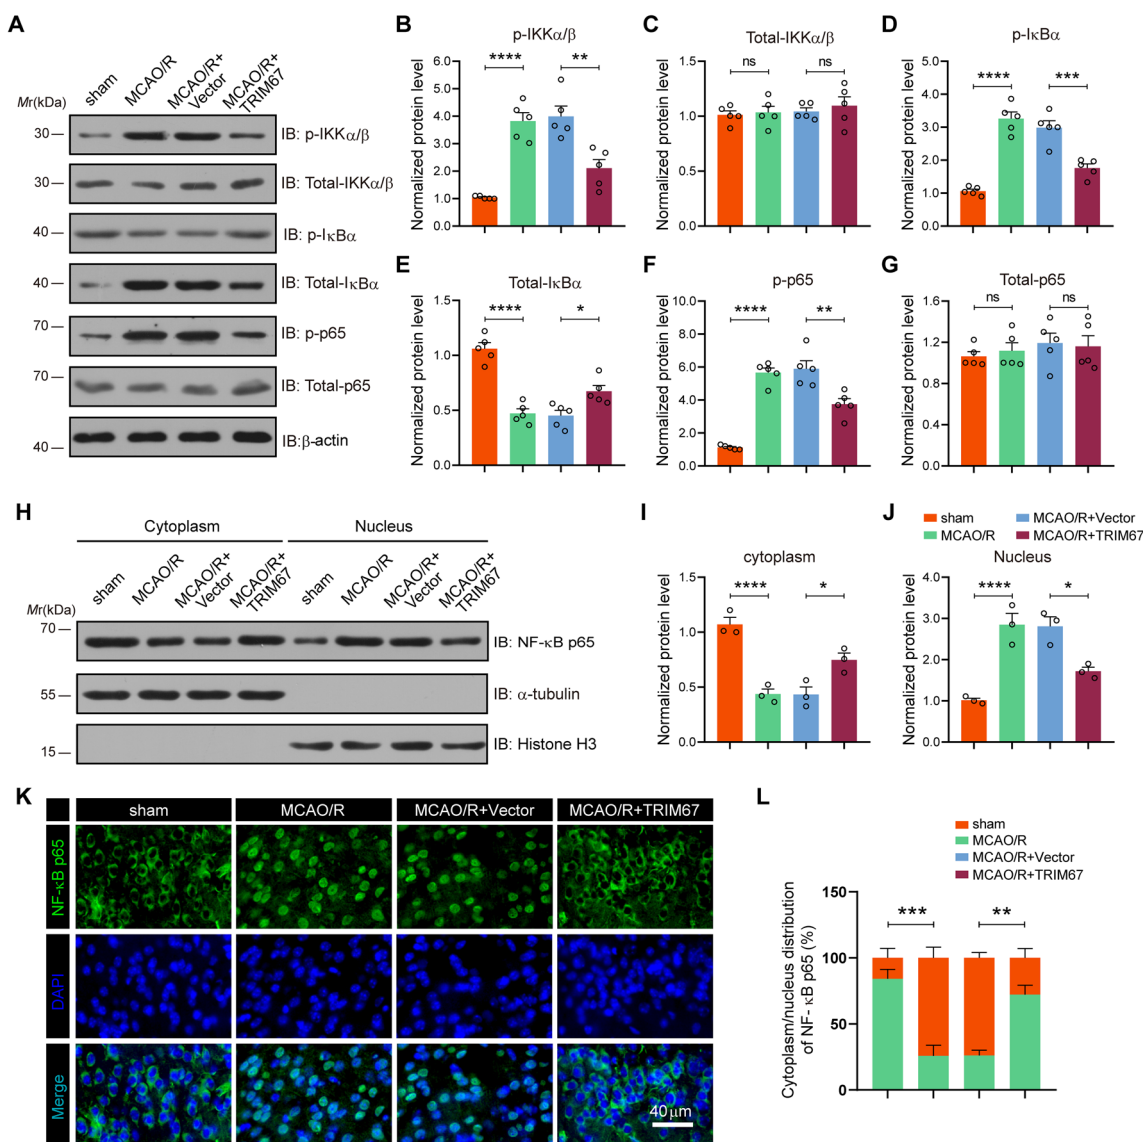 A
sham
MCAO/R
MCAO/R+
Vector
MCAO/R+
TRIM67
Mr(kDa)
30
IB: p-IKKα/β
30
IB: Total-IKKα/β
40
IB: p-IκBα
40
IB: Total-IκBα
70
IB: p-p65
70
IB: Total-p65
40
IB:β-actin
B
p-IKKα/β
Normalized protein level
6.0
4.0
2.0
0.0
****
**
C
Total-IKKα/β
Normalized protein level
1.5
1.0
0.5
0.0
ns
ns
D
p-IκBα
Normalized protein level
5.0
4.0
3.0
2.0
1.0
0.0
****
***
E
Total-IκBα
Normalized protein level
1.5
1.0
0.5
0.0
****
*
F
p-p65
Normalized protein level
10.0
8.0
6.0
4.0
2.0
0.0
****
**
G
Total-p65
Normalized protein level
1.6
1.2
0.8
0.4
0.0
ns
ns
H
Cytoplasm
Nucleus
sham
MCAO/R
MCAO/R+
Vector
MCAO/R+
TRIM67
sham
MCAO/R
MCAO/R+
Vector
MCAO/R+
TRIM67
Mr(kDa)
70
IB: NF-κB p65
55
IB: α-tubulin
15
IB: Histone H3
I
cytoplasm
Normalized protein level
1.5
1.0
0.5
0.0
****
*
J
sham
MCAO/R
MCAO/R+Vector
MCAO/R+TRIM67
Nucleus
Normalized protein level
4.0
3.0
2.0
1.0
0.0
****
*
K
sham
MCAO/R
MCAO/R+Vector
MCAO/R+TRIM67
NF-κB p65
DAPI
Merge
40 μm
L
sham
MCAO/R
MCAO/R+Vector
MCAO/R+TRIM67
Cytoplasm/nucleus distribution
of NF- κB p65 (%)
150
100
50
0
***
**